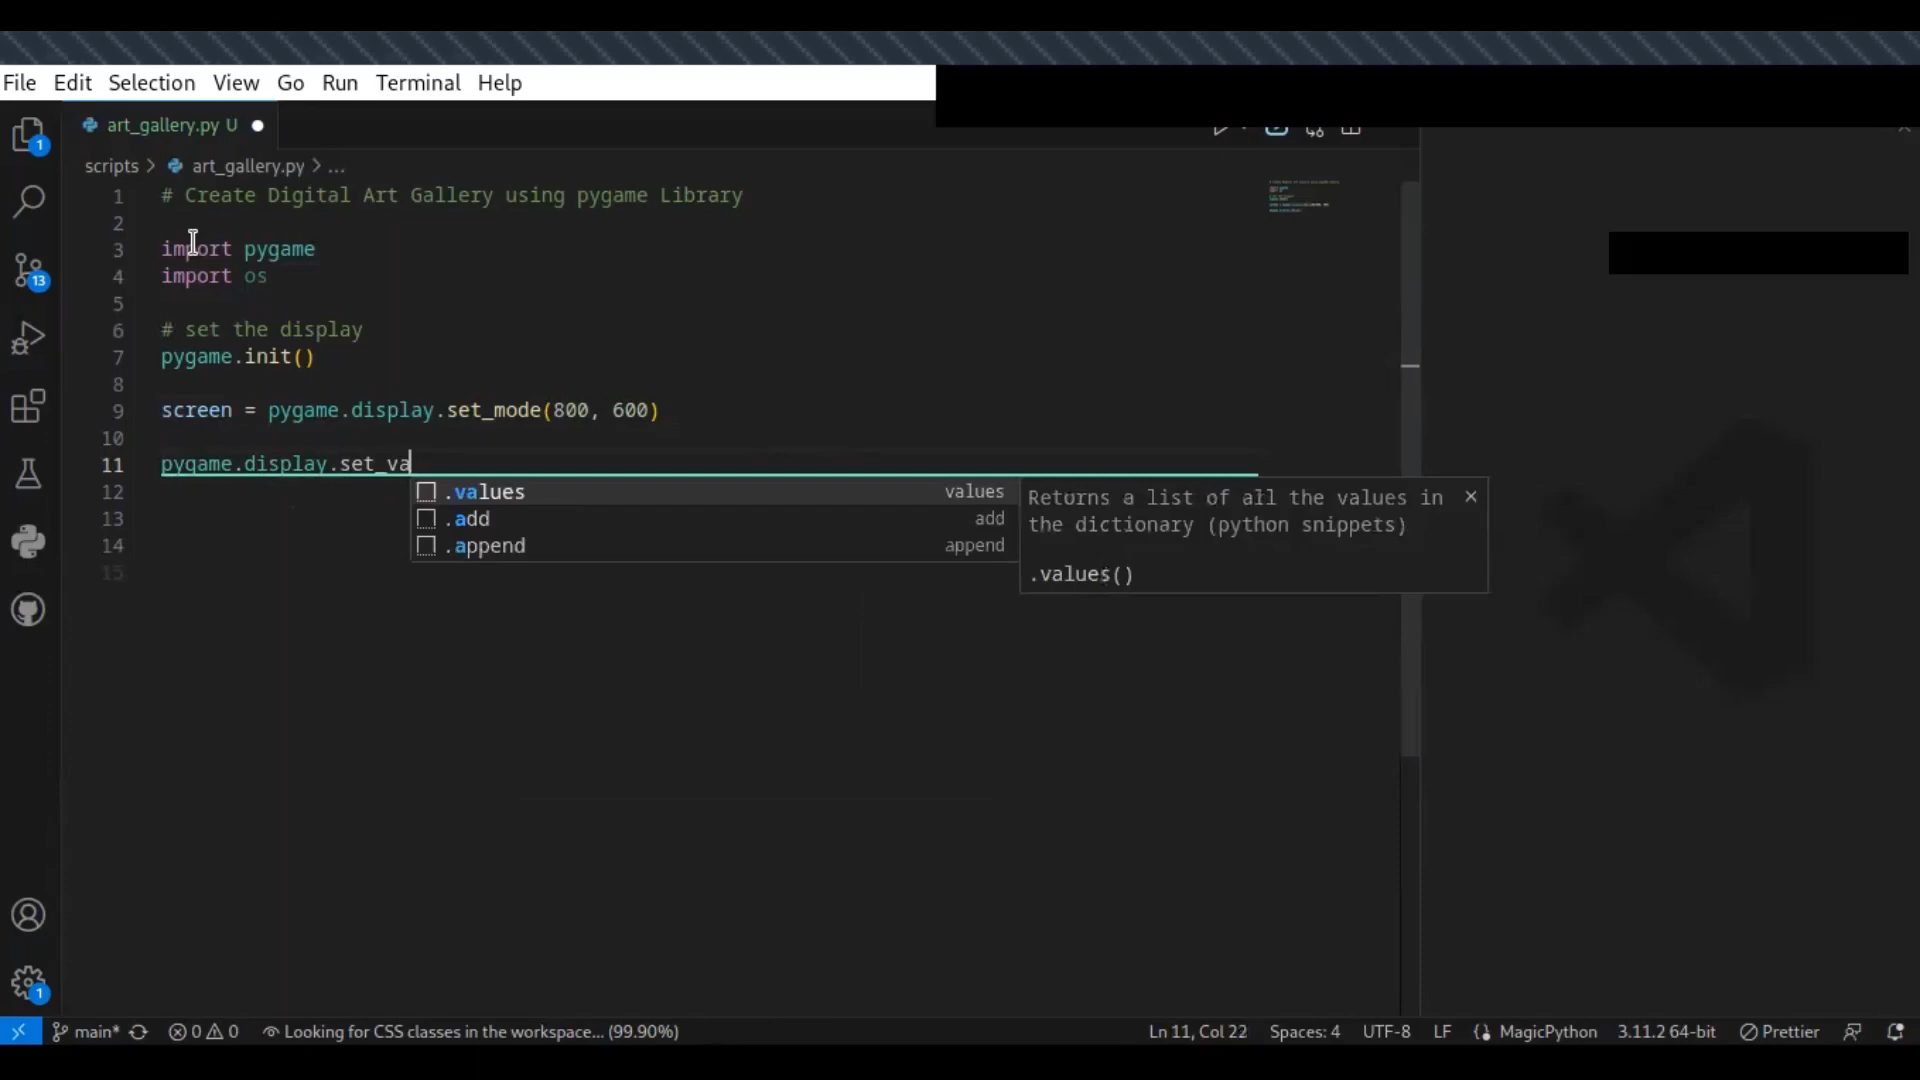 File Edit Selection View Go Run Terminal Help
art_gallery.py U
1
scripts > art_gallery.py > ...
1 # Create Digital Art Gallery using pygame Library
2
3 import pygame
4 import os
13
5
6 # set the display
7 pygame.init()
8
9 screen = pygame.display.set_mode(800, 600)
10
11 pygame.display.set_va
12 .values values
13 .add add
14 .append append
15
Returns a list of all the values in
the dictionary (python snippets)
.values()
1
main* 0 0 Looking for CSS classes in the workspace... (99.90%) Ln 11, Col 22 Spaces: 4 UTF-8 LF MagicPython 3.11.2 64-bit Prettier